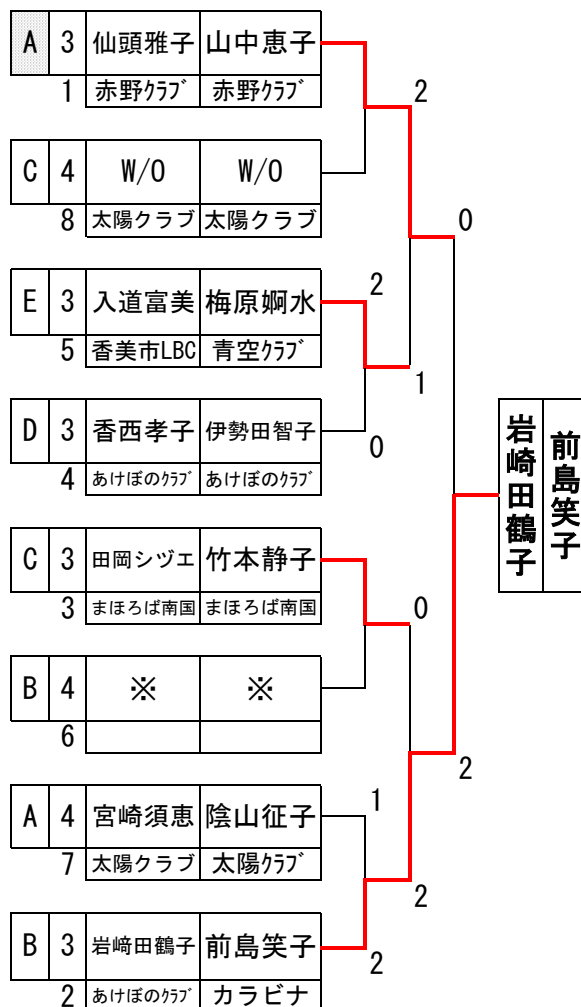 A 3 仙頭雅子 山中恵子
1 赤野ｸﾗﾌﾞ 赤野ｸﾗﾌﾞ
2
C 4 W/O W/O
8 太陽クラブ 太陽クラブ
0
E 3 入道富美 梅原婀水
2
5 香美市LBC 青空ｸﾗﾌﾞ
1
D 3 香西孝子 伊勢田智子
0
4 あけぼのｸﾗﾌﾞ あけぼのｸﾗﾌﾞ
岩崎田鶴子
前島笑子
C 3 田岡シヅエ 竹本静子
3 まほろば南国 まほろば南国
0
B 4 ※ ※
6
2
A 4 宮崎須恵 陰山征子
1
7 太陽クラブ 太陽ｸﾗﾌﾞ
2
B 3 岩﨑田鶴子 前島笑子
2
2 あけぼのｸﾗﾌﾞ カラビナ